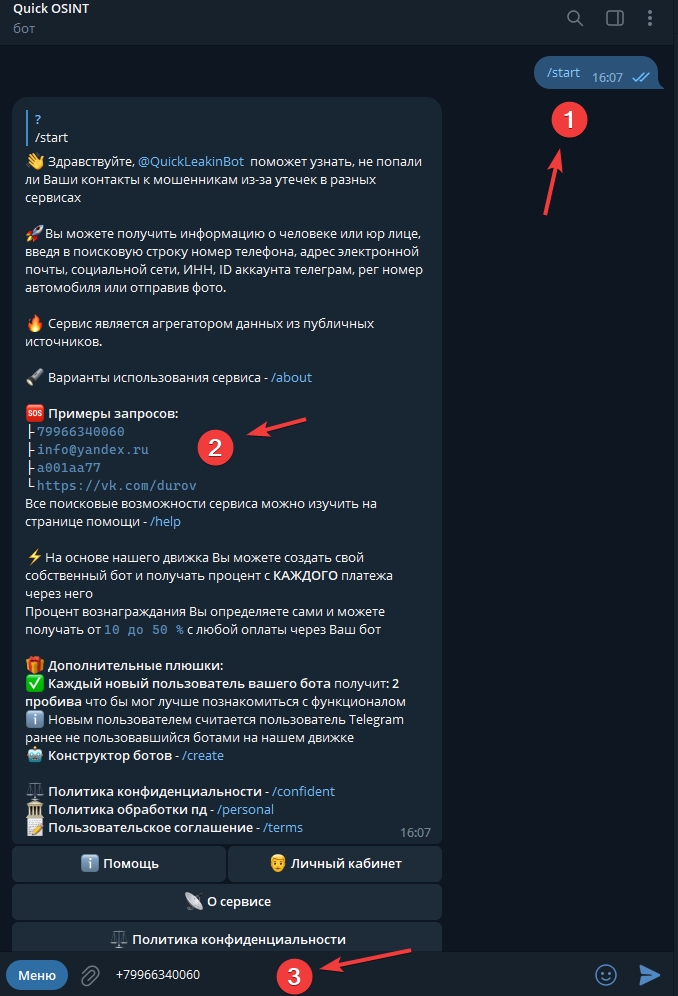 Quick OSINT
бот
/start 16:07
1
?
/start
Здравствуйте, @QuickLeakinBot поможет узнать, не попали
ли Ваши контакты к мошенникам из-за утечек в разных
сервисах
Вы можете получить информацию о человеке или юр лице,
введя в поисковую строку номер телефона, адрес электронной
почты, социальной сети, ИНН, ID аккаунта телеграм, рег номер
автомобиля или отправив фото.
Сервис является агрегатором данных из публичных
источников.
Варианты использования сервиса - /about
SOS Примеры запросов:
79966340060
info@yandex.ru
2
a001aa77
https://vk.com/durov
Все поисковые возможности сервиса можно изучить на
странице помощи - /help
На основе нашего движка Вы можете создать свой
собственный бот и получать процент с КАЖДОГО платежа
через него
Процент вознаграждания Вы определяете сами и можете
получать от 10 до 50 % с любой оплаты через Ваш бот
Дополнительные плюшки:
Каждый новый пользователь вашего бота получит: 2
пробива что бы мог лучше познакомиться с функционалом
Новым пользователем считается пользователь Telegram
ранее не пользовавшийся ботами на нашем движке
Конструктор ботов - /create
Политика конфиденциальности - /confident
Политика обработки пд - /personal
Пользовательское соглашение - /terms
16:07
Помощь
Личный кабинет
О сервисе
Политика конфиденциальности
Меню
+79966340060
3